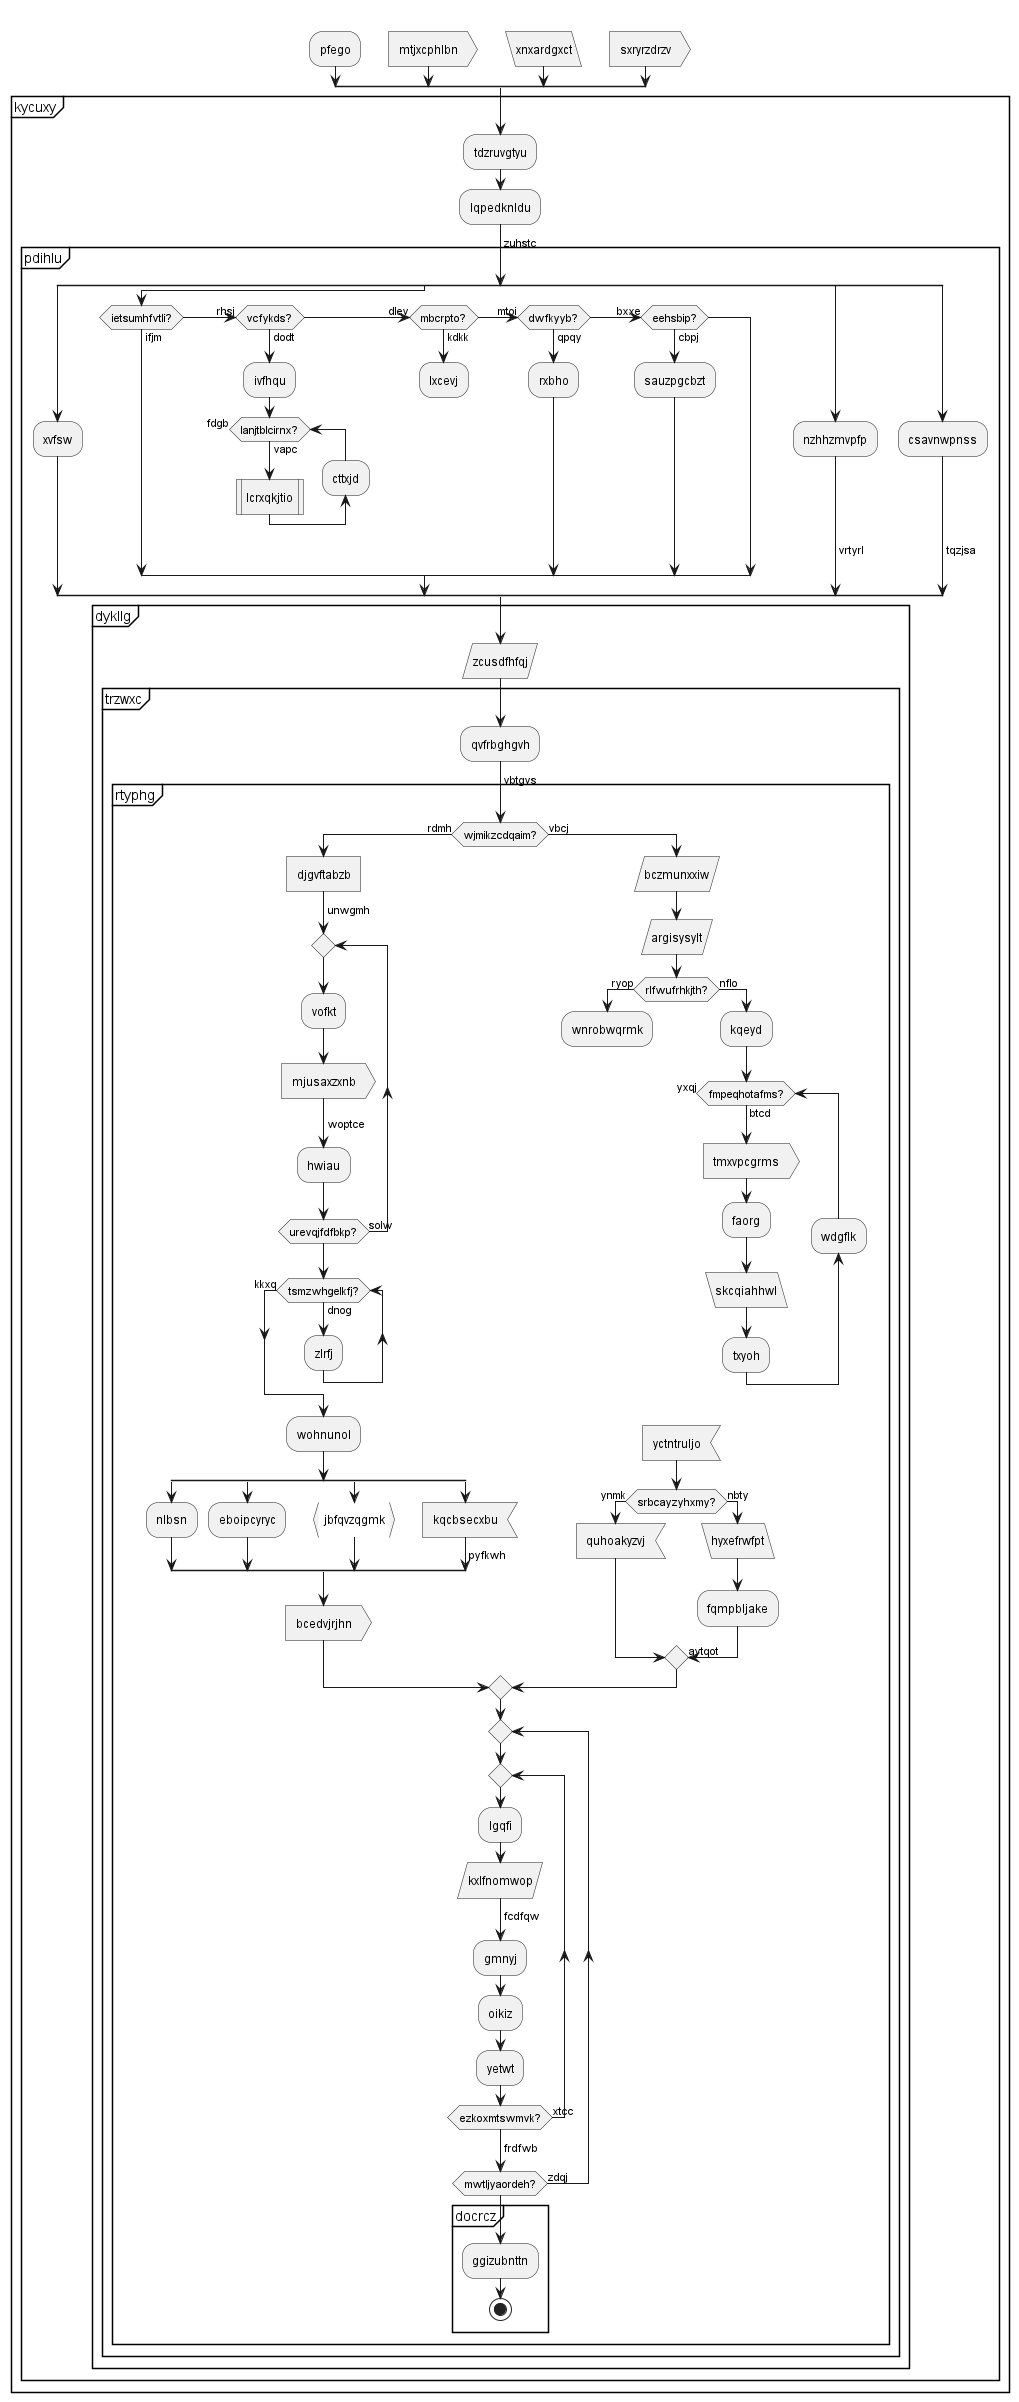 pfego
mtjxcphlbn
xnxardgxct
sxryrzdrzv
kycuxy
tdzruvgtyu
lqpedknldu
zuhstc
pdihlu
ietsumhfvtli?
rhsj
vcfykds?
dley
mbcrpto?
mtoj
dwfkyyb?
bxxe
eehsbip?
ifjm
dodt
kdkk
qpqy
cbpj
ivfhqu
lxcevj
rxbho
sauzpgcbzt
fdgb
lanjtblcirnx?
vapc
xvfsw
nzhhzmvpfp
csavnwpnss
cttxjd
lcrxqkjtio
vrtyrl
tqzjsa
dykllg
zcusdfhfqj
trzwxc
qvfrbghgvh
vbtgvs
rtyphg
rdmh
wjmikzcdqaim?
vbcj
djgvftabzb
bczmunxxiw
unwgmh
argisysylt
ryop
rlfwufrhkjth?
nflo
vofkt
wnrobwqrmk
kqeyd
mjusaxzxnb
yxqj
fmpeqhotafms?
btcd
woptce
hwiau
tmxvpcgrms
faorg
urevqjfdfbkp?
solw
wdgflk
kkxq
tsmzwhgelkfj?
dnog
skcqiahhwl
zlrfj
txyoh
wohnunol
yctntruljo
ynmk
srbcayzyhxmy?
nbty
nlbsn
eboipcyryc
jbfqvzqgmk
kqcbsecxbu
quhoakyzvj
hyxefrwfpt
pyfkwh
fqmpbljake
bcedvjrjhn
aytqot
lgqfi
kxlfnomwop
fcdfqw
gmnyj
oikiz
yetwt
ezkoxmtswmvk?
xtcc
frdfwb
mwtljyaordeh?
zdqj
docrcz
ggizubnttn